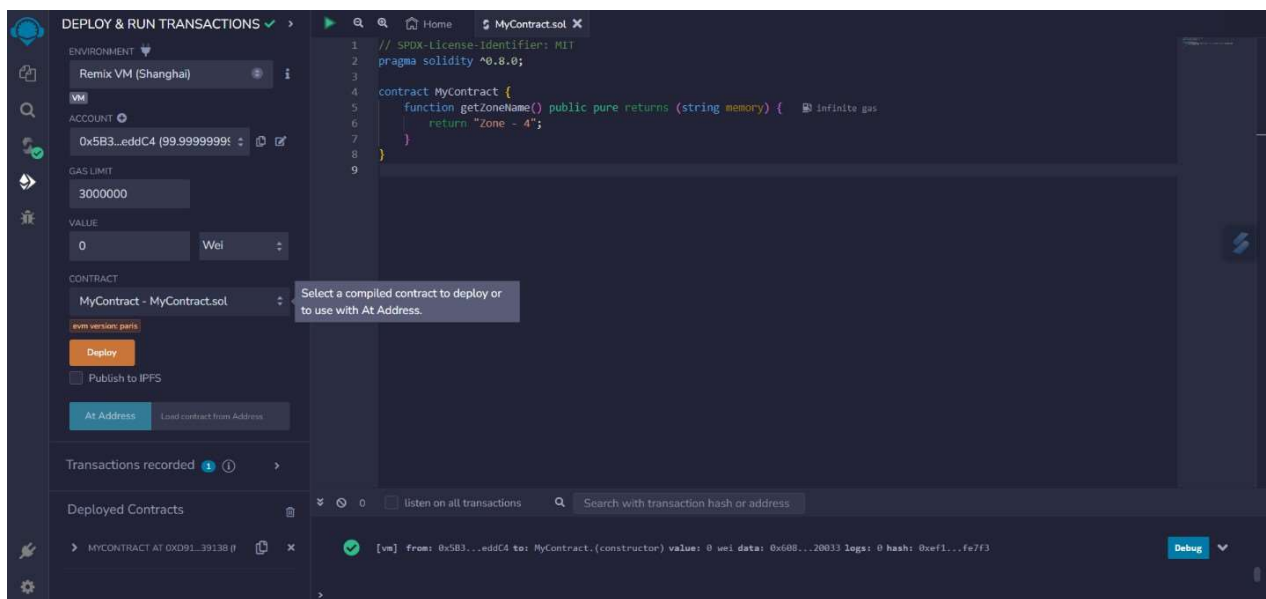 DEPLOY & RUN TRANSACTIONS
ENVIRONMENT
Remix VM (Shanghai)
VM
ACCOUNT
0x5B3...eddC4 (99.99999999
GAS LIMIT
3000000
VALUE
0 Wei
CONTRACT
MyContract - MyContract.sol
evm version: paris
Deploy
Publish to IPFS
At Address Load contract from Address
Transactions recorded 1
Deployed Contracts
MYCONTRACT AT 0XD91...39138 (
Home MyContract.sol
1 // SPDX-License-Identifier: MIT
2 pragma solidity ^0.8.0;
3
4 contract MyContract {
5 function getZoneName() public pure returns (string memory) { infinite gas
6 return "Zone - 4";
7 }
8 }
9
Select a compiled contract to deploy or
to use with At Address.
0 listen on all transactions Search with transaction hash or address
[vm] from: 0x5B3...eddC4 to: MyContract.(constructor) value: 0 wei data: 0x608...20033 logs: 0 hash: 0xef1...fe7f3
Debug
>